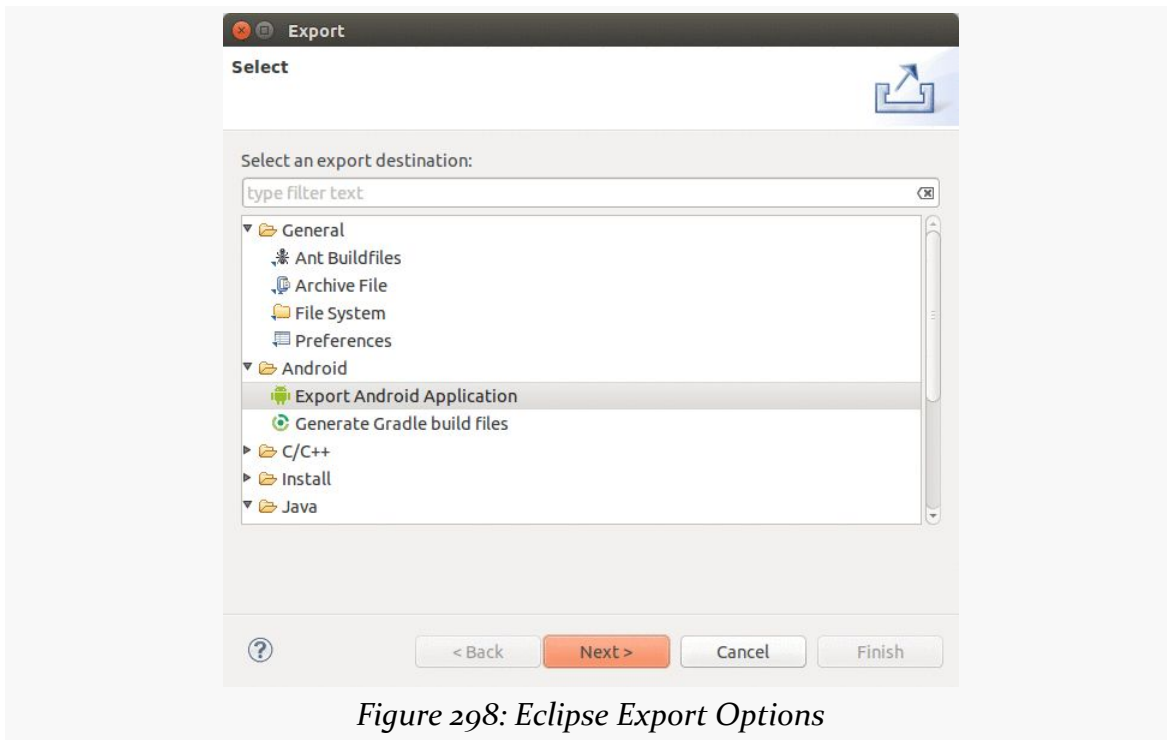 Export
Select
Select an export destination:
type filter text
General
Ant Buildfiles
Archive File
File System
Preferences
Android
Export Android Application
Generate Gradle build files
C/C++
Install
Java
< Back Next > Cancel Finish
Figure 298: Eclipse Export Options